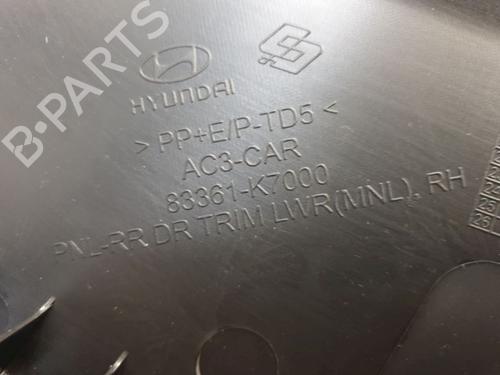 HYUNDAI
> PP+E/P-TD5 <
AC3-CAR
83361-K7000
PNL-RR DR TRIM LWR(MNL), RH
B-PARTS